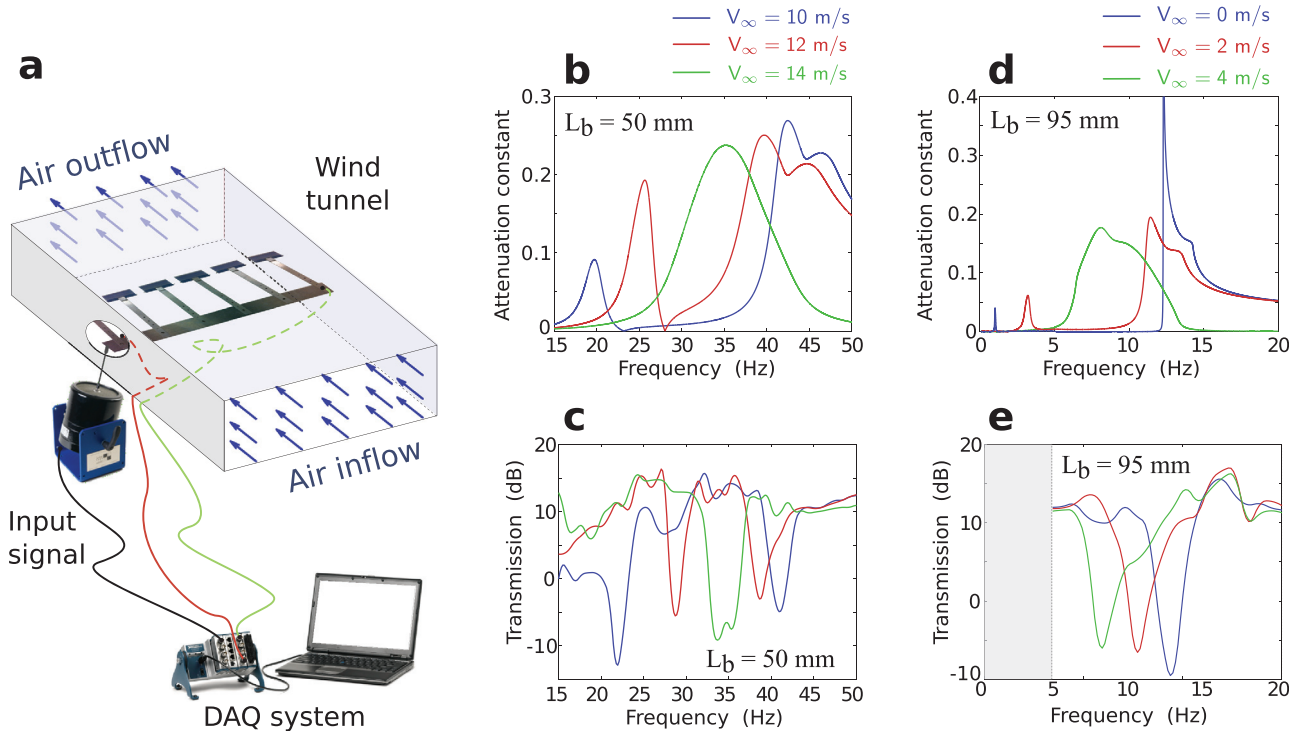 a
Air outflow
Wind
tunnel
Air inflow
Input
signal
DAQ system
V∞ = 10 m/s
V∞ = 12 m/s
V∞ = 14 m/s
b
0.3
0.2
0.1
0
Attenuation constant
L_b = 50 mm
15 20 25 30 35 40 45 50
Frequency (Hz)
c
20
10
0
-10
Transmission (dB)
L_b = 50 mm
15 20 25 30 35 40 45 50
Frequency (Hz)
V∞ = 0 m/s
V∞ = 2 m/s
V∞ = 4 m/s
d
0.4
0.3
0.2
0.1
0
Attenuation constant
L_b = 95 mm
0 5 10 15 20
Frequency (Hz)
e
20
10
0
-10
Transmission (dB)
L_b = 95 mm
0 5 10 15 20
Frequency (Hz)